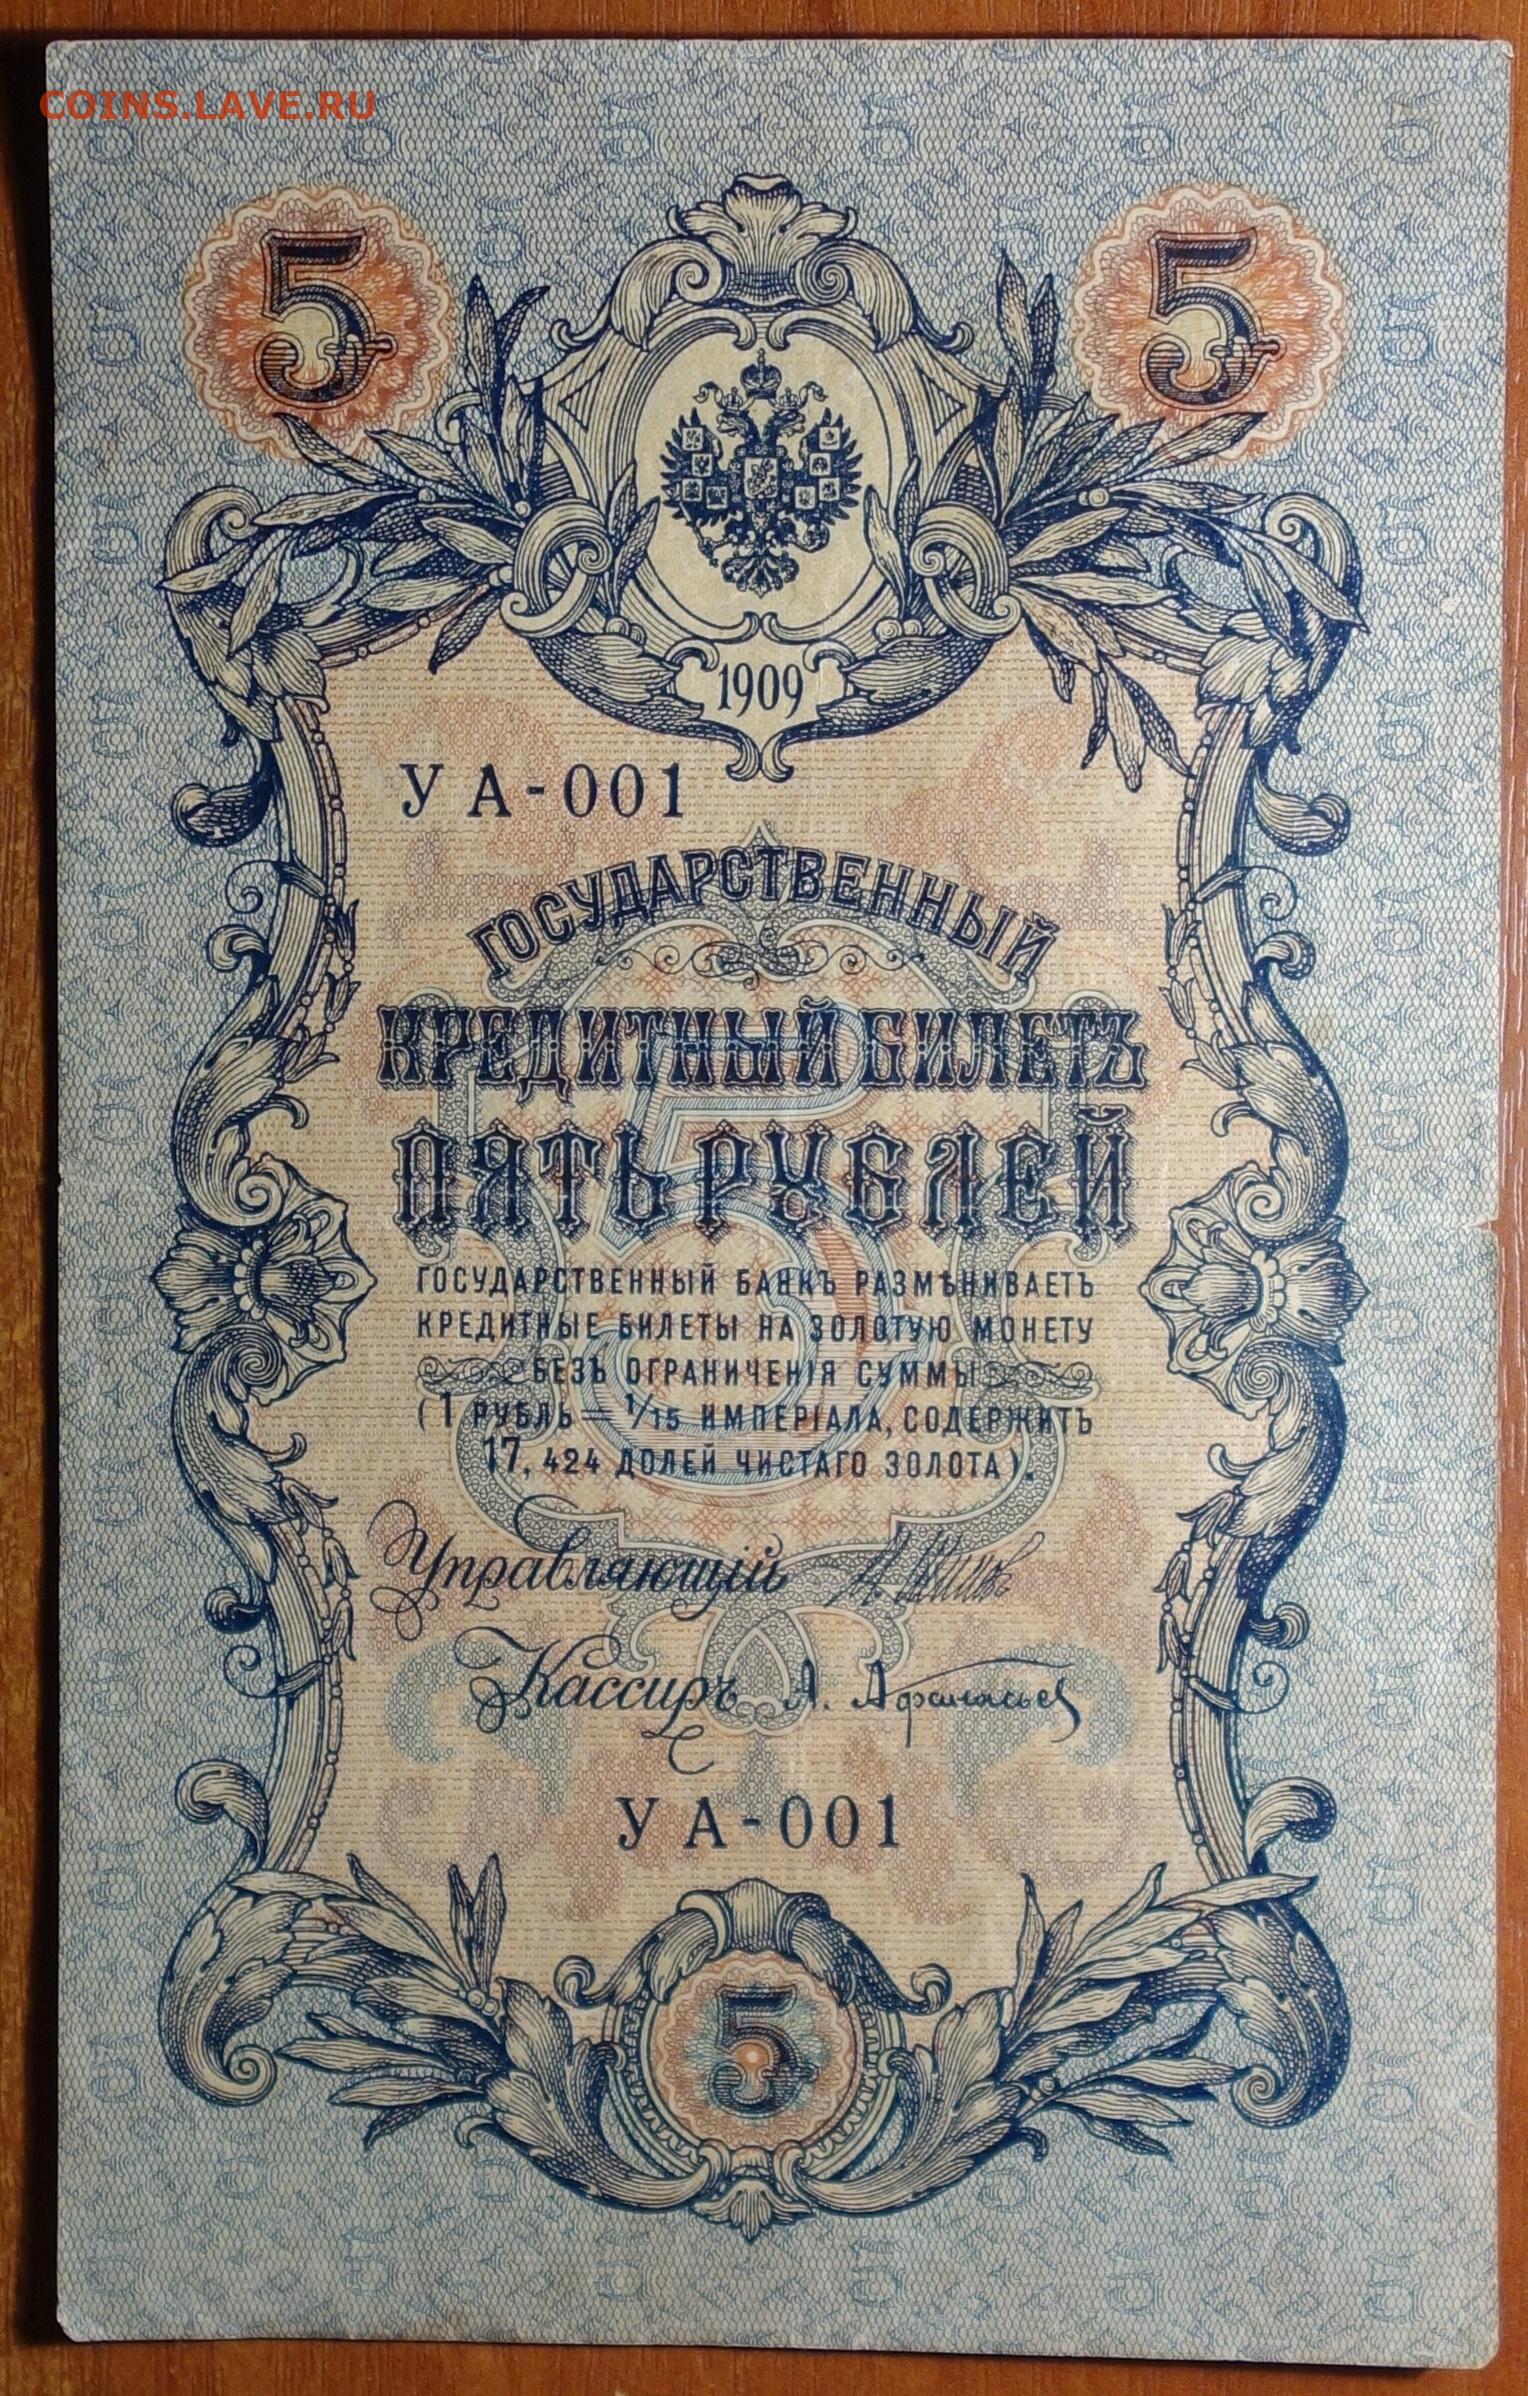 COINS.LAVE.RU
5 5
1909
УА-001
ГОСУДАРСТВЕННЫЙ
КРЕДИТНЫЙ БИЛЕТЪ
ПЯТЬ РУБЛЕЙ
ГОСУДАРСТВЕННЫЙ БАНКЪ РАЗМѢНИВАЕТЪ
КРЕДИТНЫЕ БИЛЕТЫ НА ЗОЛОТУЮ МОНЕТУ
БЕЗЪ ОГРАНИЧЕНІЯ СУММЫ
(1 РУБЛЬ = 1/15 ИМПЕРІАЛА, СОДЕРЖИТЪ
17,424 ДОЛЕЙ ЧИСТАГО ЗОЛОТА).
Управляющій И. Шипов
Кассиръ А. Афанасьев
УА-001
5